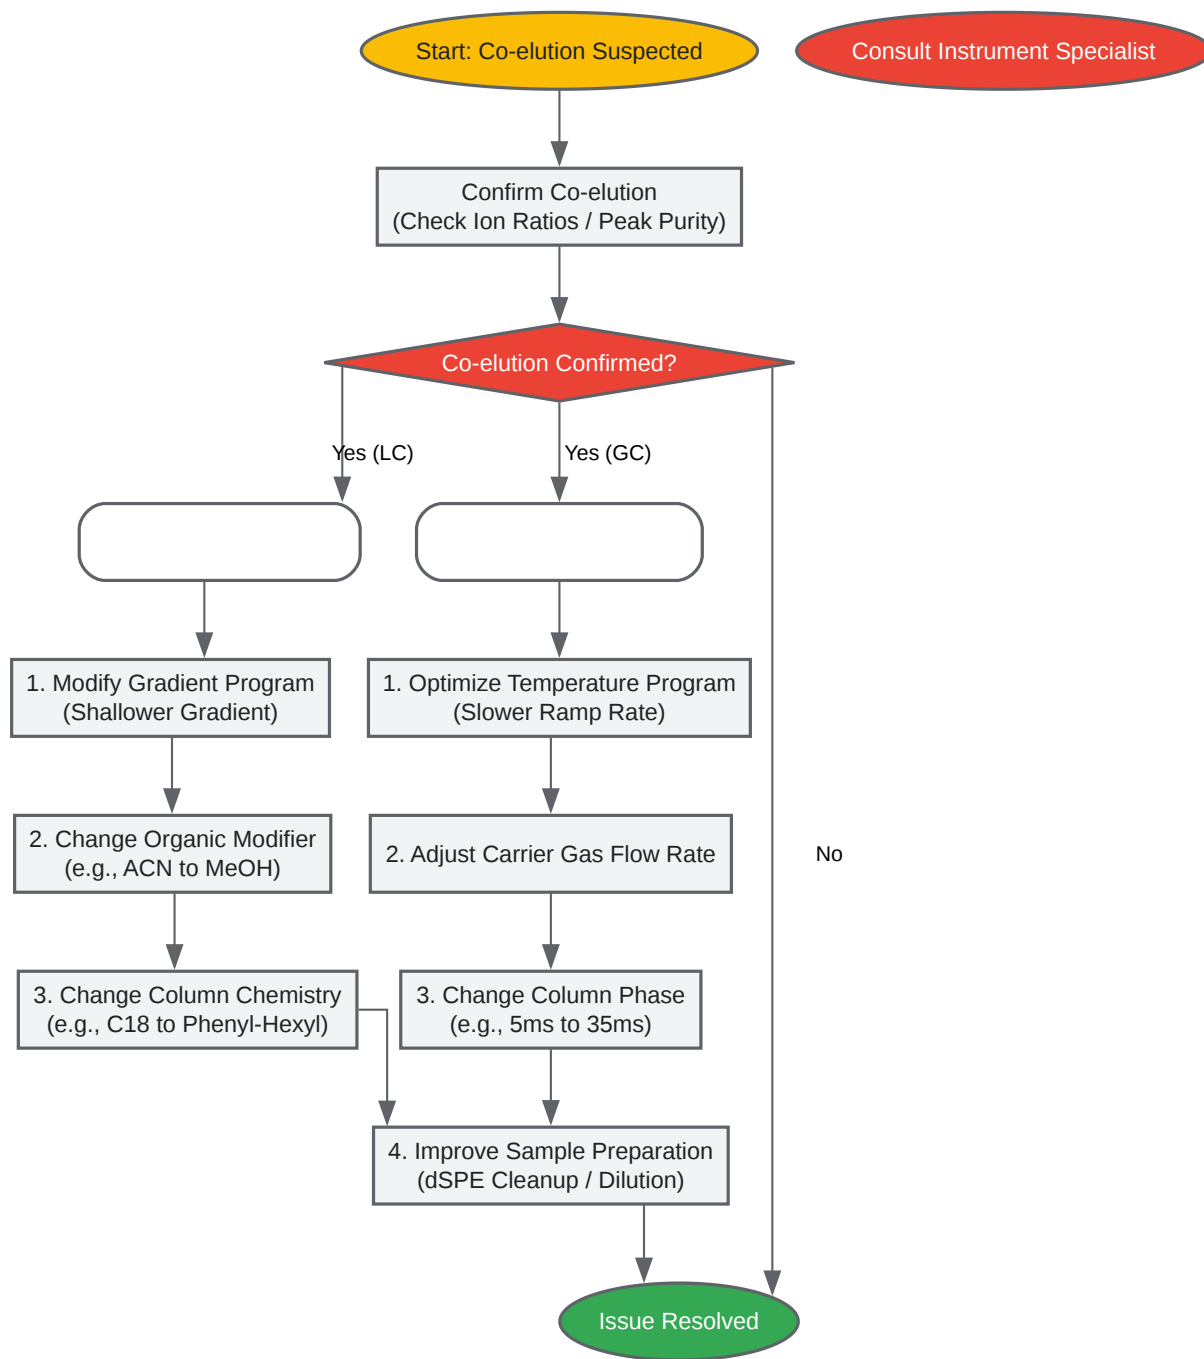 Start: Co-elution Suspected
Consult Instrument Specialist
Confirm Co-elution
(Check Ion Ratios / Peak Purity)
Co-elution Confirmed?
Yes (LC)
Yes (GC)
1. Modify Gradient Program
(Shallower Gradient)
1. Optimize Temperature Program
(Slower Ramp Rate)
2. Change Organic Modifier
(e.g., ACN to MeOH)
2. Adjust Carrier Gas Flow Rate
No
3. Change Column Chemistry
(e.g., C18 to Phenyl-Hexyl)
3. Change Column Phase
(e.g., 5ms to 35ms)
4. Improve Sample Preparation
(dSPE Cleanup / Dilution)
Issue Resolved